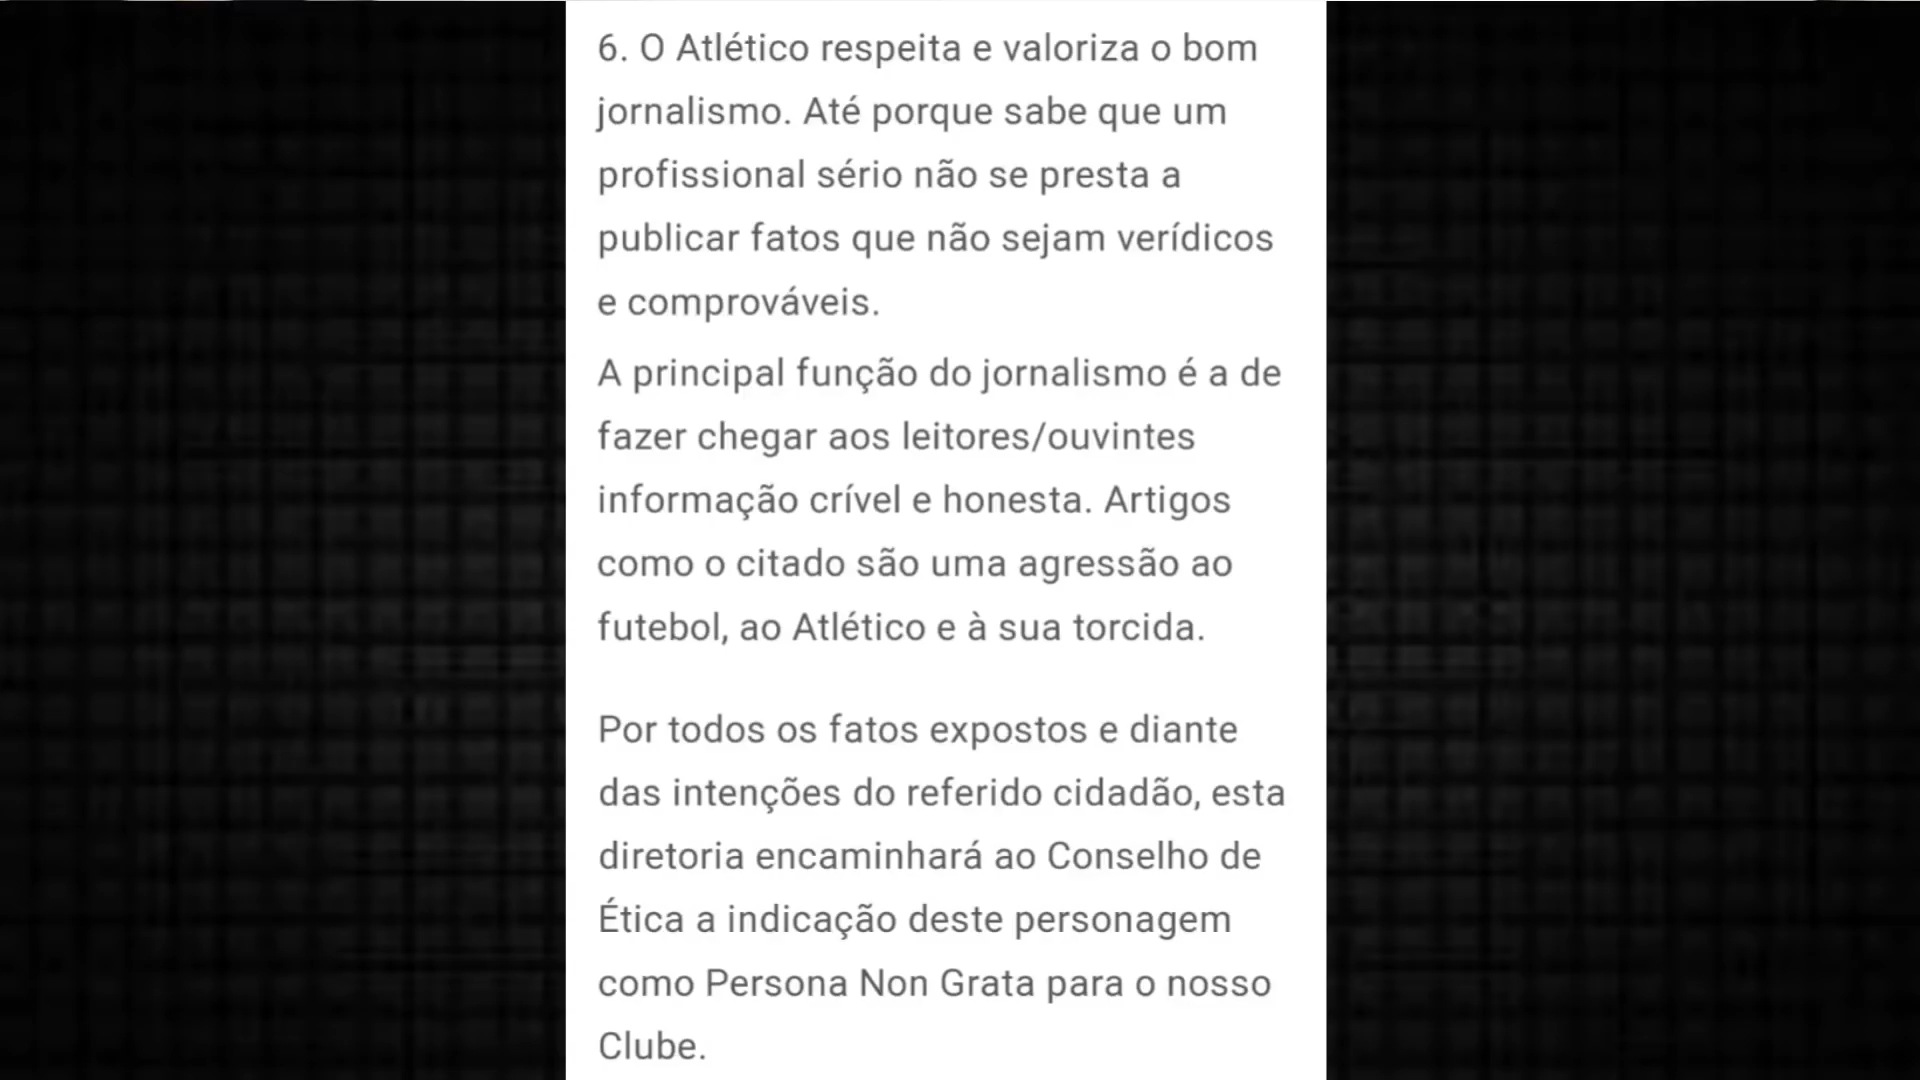 6. O Atlético respeita e valoriza o bom
jornalismo. Até porque sabe que um
profissional sério não se presta a
publicar fatos que não sejam verídicos
e comprováveis.
A principal função do jornalismo é a de
fazer chegar aos leitores/ouvintes
informação crível e honesta. Artigos
como o citado são uma agressão ao
futebol, ao Atlético e à sua torcida.
Por todos os fatos expostos e diante
das intenções do referido cidadão, esta
diretoria encaminhará ao Conselho de
Ética a indicação deste personagem
como Persona Non Grata para o nosso
Clube.